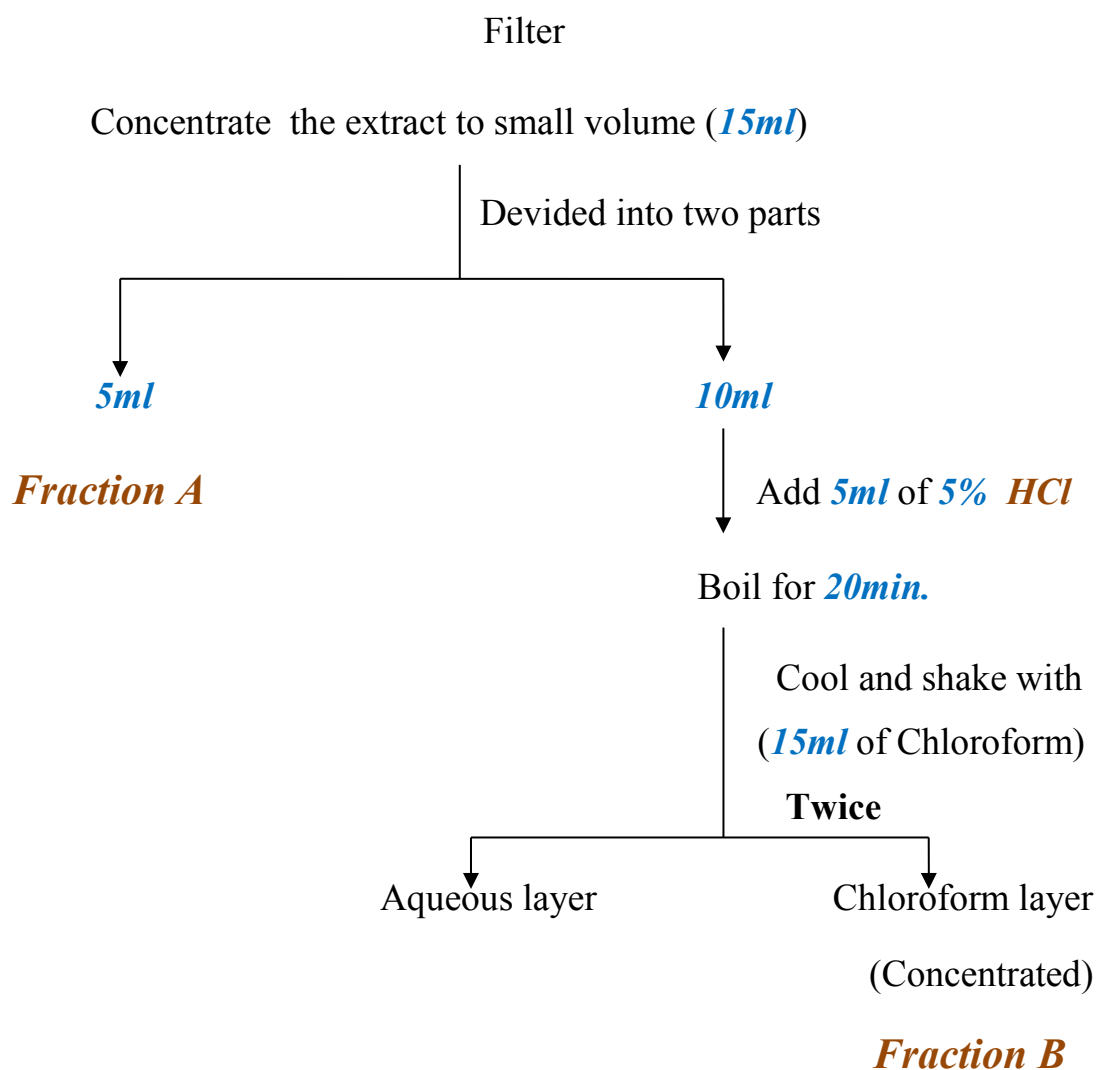 Filter
Concentrate the extract to small volume (15ml)
Devided into two parts
5ml
10ml
Fraction A
Add 5ml of 5% HCl
Boil for 20min.
Cool and shake with
(15ml of Chloroform)
Twice
Aqueous layer
Chloroform layer
(Concentrated)
Fraction B